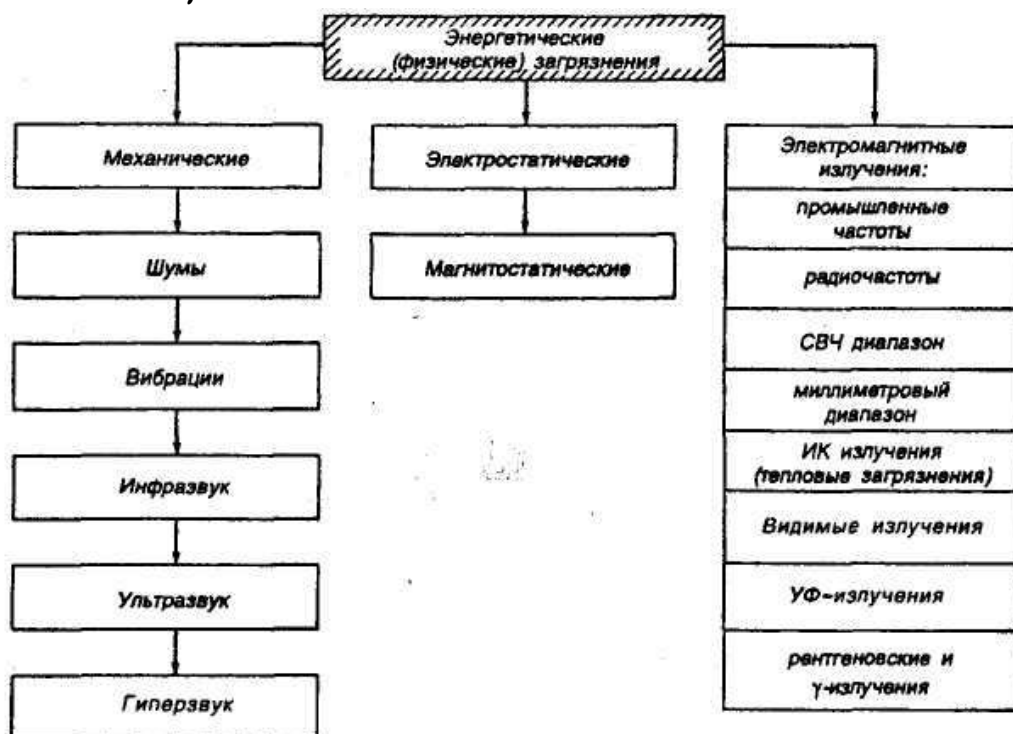 Энергетические
(физические) загрязнения
Механические
Шумы
Вибрации
Инфразвук
Ультразвук
Гиперзвук
Электростатические
Магнитостатические
Электромагнитные
излучения:
промышленные
частоты
радиочастоты
СВЧ диапазон
миллиметровый
диапазон
ИК излучения
(тепловые загрязнения)
Видимые излучения
УФ-излучения
рентгеновские и
γ-излучения